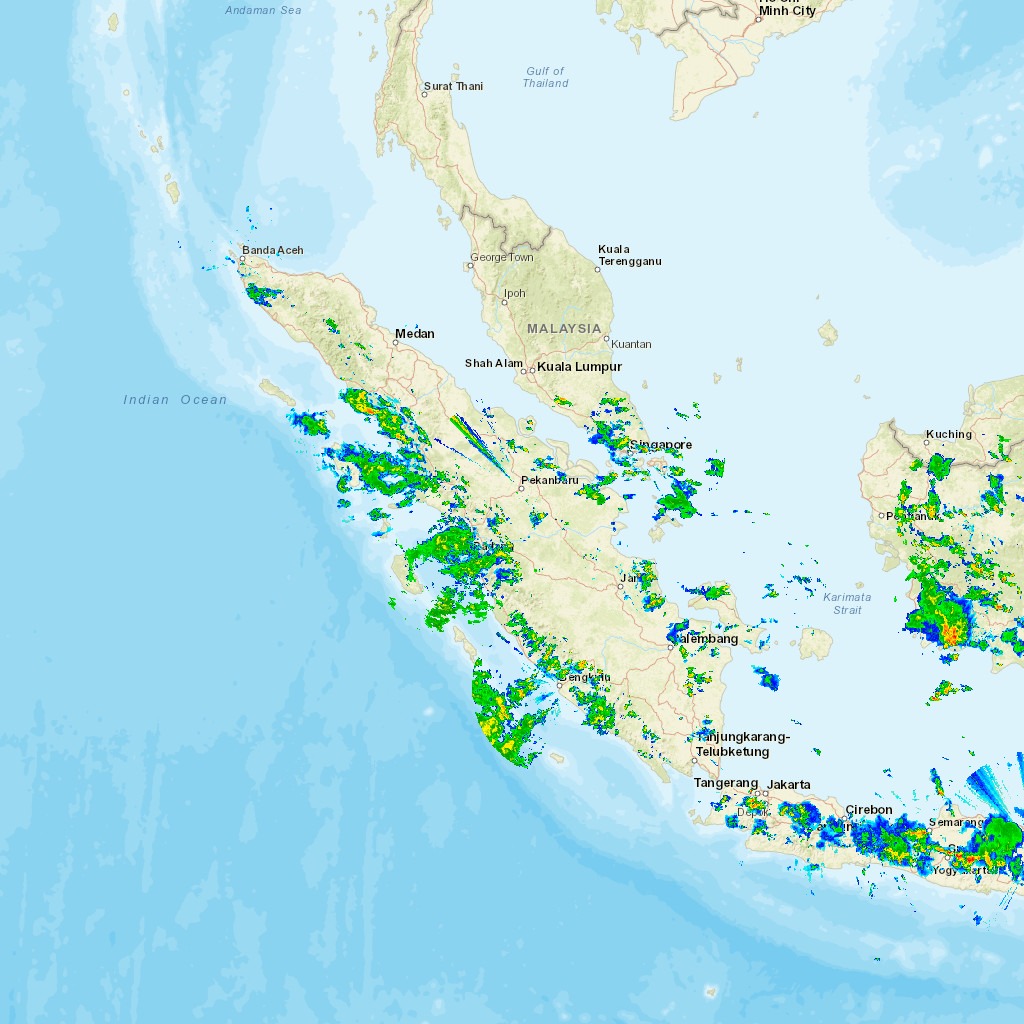 Andaman Sea
Minh City
Gulf of
Thailand
Surat Thani
Banda Aceh
George Town
Kuala
Terengganu
Ipoh
MALAYSIA
Medan
Kuantan
Shah Alam
Kuala Lumpur
Indian Ocean
Singapore
Kuching
Pekanbaru
Karimata
Strait
Palembang
Bengkulu
Tanjungkarang-
Telubketung
Tangerang
Jakarta
Depok
Cirebon
Semarang
Yogyakarta